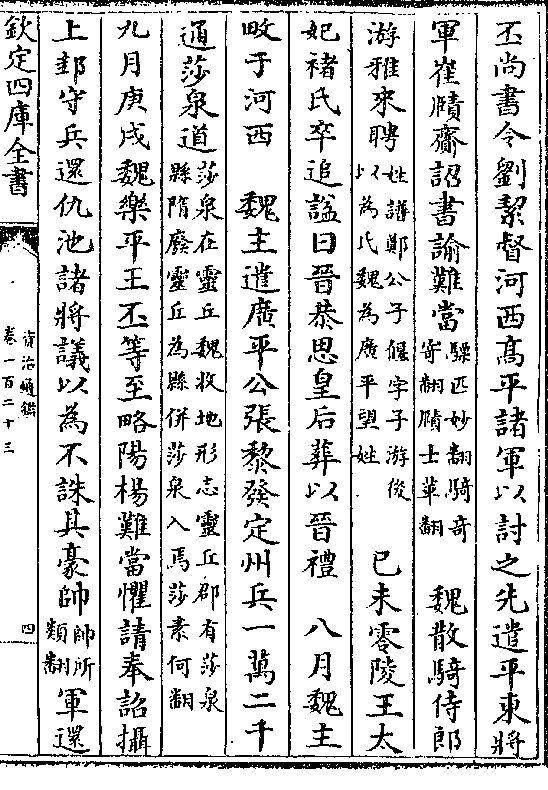 丕尚書令劉絜督河西髙平諸軍以討之先遣平東將
軍崔賾齎詔書諭難當驃匹妙翻騎奇寄翻賾士革翻　魏散騎侍郎
游雅來聘姓譜鄭公子偃字子游後以為氏魏為廣平望姓　已未零陵王太
妃褚氏卒追諡曰晉恭思皇后葬以晉禮　八月魏主
畋于河西　魏主遣廣平公張黎發定州兵一萬二千
通莎泉道莎泉在靈丘魏收地形志靈丘郡有莎泉縣隋廢靈丘為縣併莎泉入焉莎素何翻
九月庚戌魏樂平王丕等至略陽楊難當懼請奉詔攝
上邽守兵還仇池諸將議以為不誅其豪帥帥所類翻軍還
欽定四庫全書
資治通鑑
卷一百二十三
四